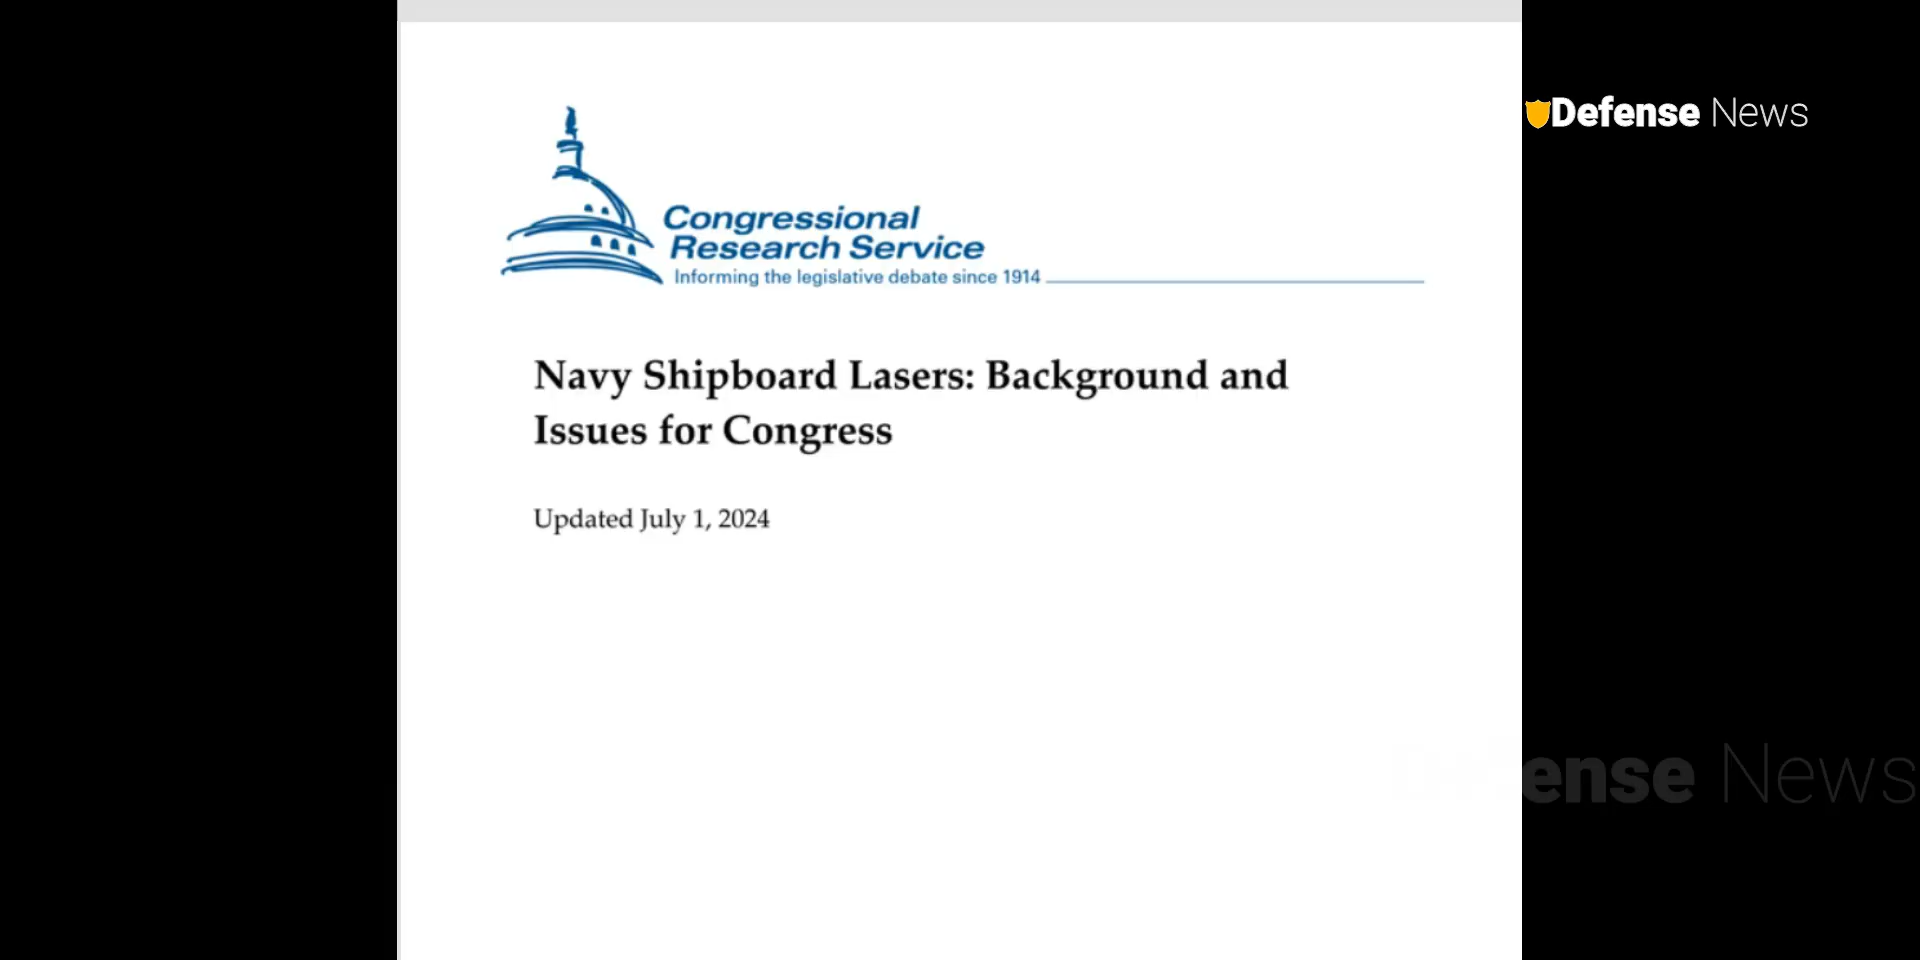 Defense News
Congressional
Research Service
Informing the legislative debate since 1914
Navy Shipboard Lasers: Background and
Issues for Congress
Updated July 1, 2024
Defense News